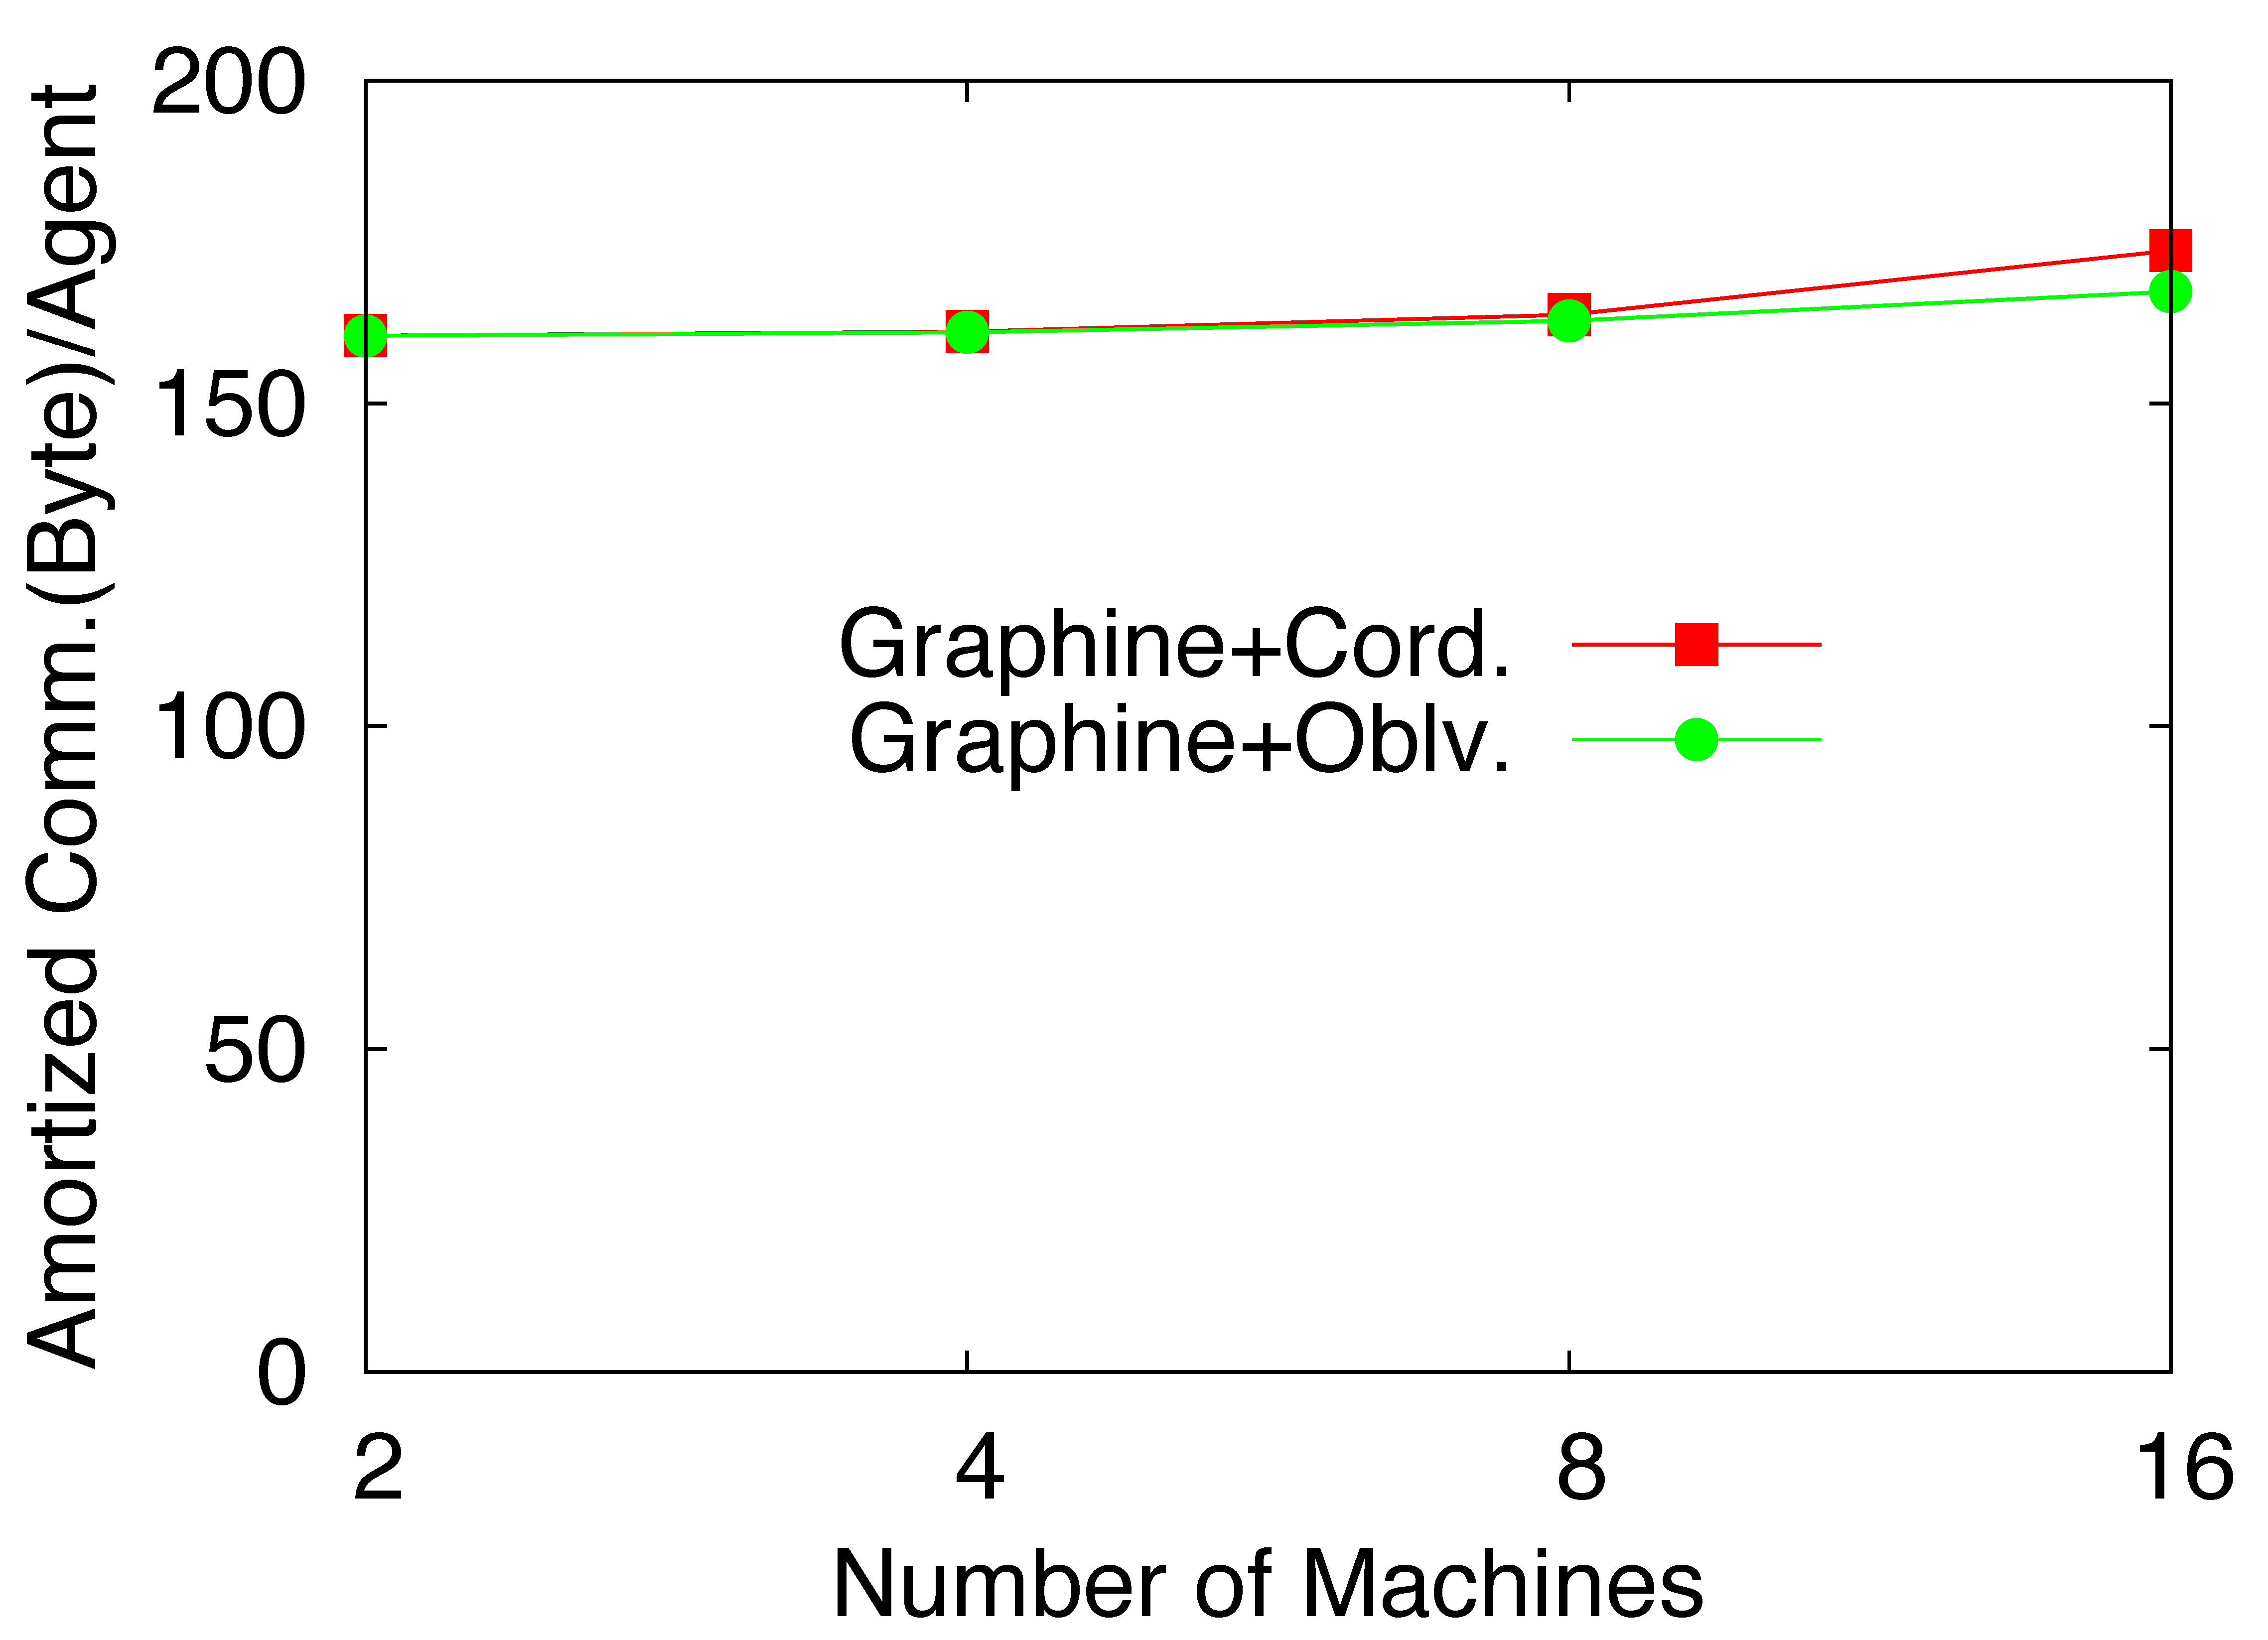 Amortized Comm.(Byte)/Agent
200
150
100
50
0
Graphine+Cord.
Graphine+Oblv.
2 4 8 16
Number of Machines